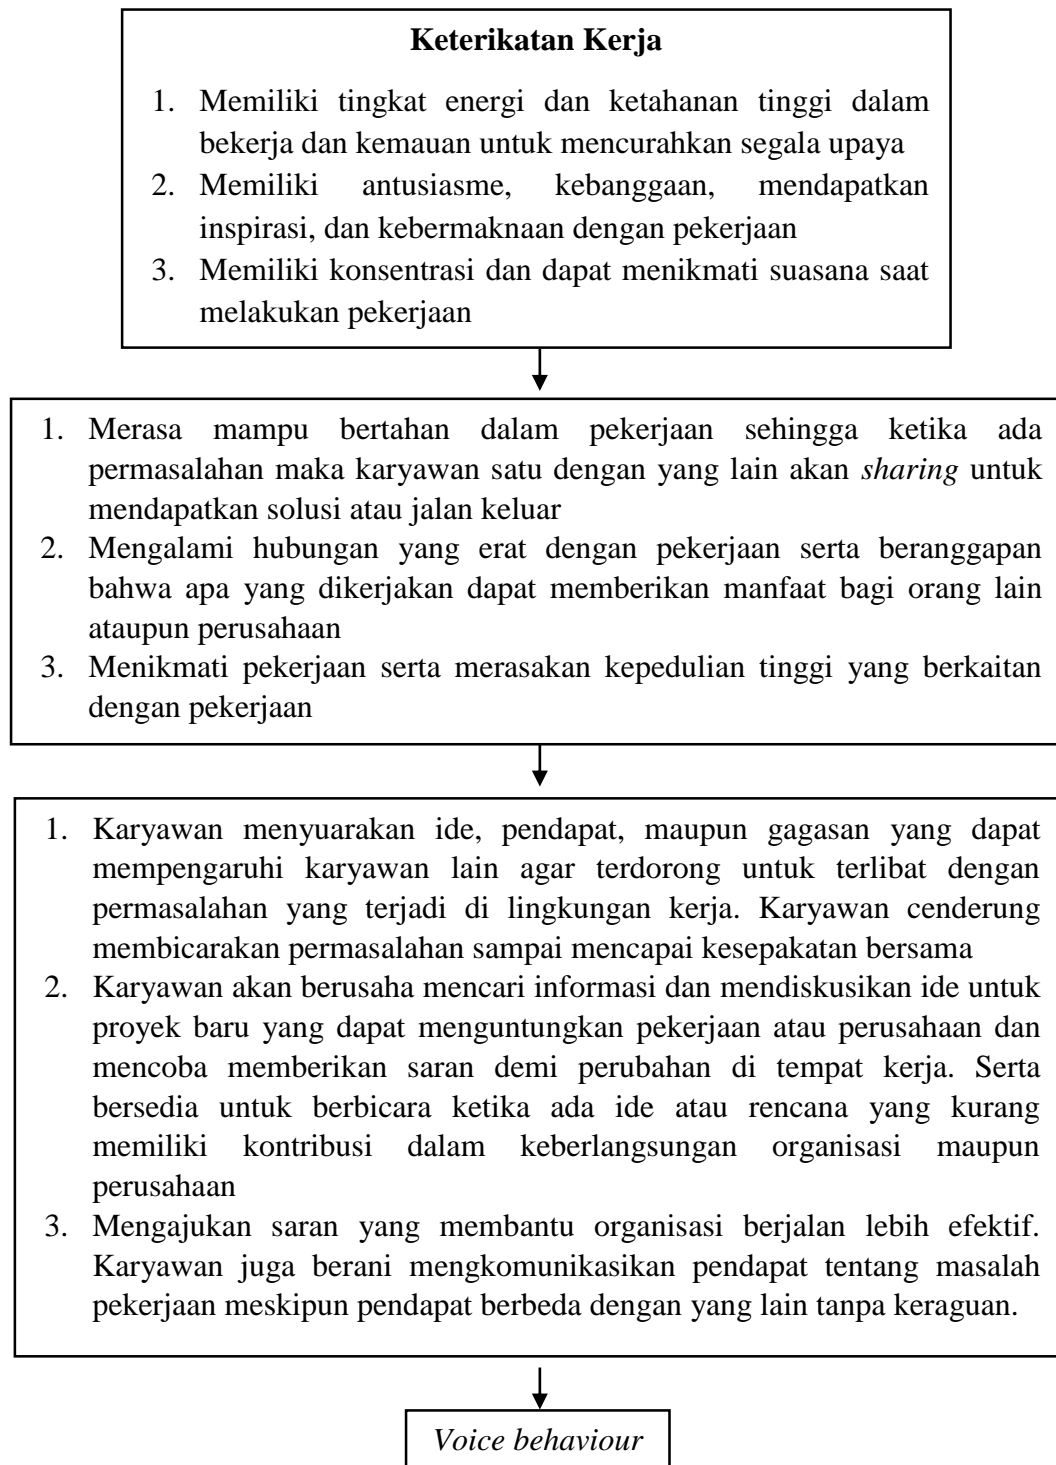 Keterikatan Kerja
1. Memiliki tingkat energi dan ketahanan tinggi dalam
bekerja dan kemauan untuk mencurahkan segala upaya
2. Memiliki antusiasme, kebanggaan, mendapatkan
inspirasi, dan kebermaknaan dengan pekerjaan
3. Memiliki konsentrasi dan dapat menikmati suasana saat
melakukan pekerjaan
1. Merasa mampu bertahan dalam pekerjaan sehingga ketika ada
permasalahan maka karyawan satu dengan yang lain akan sharing untuk
mendapatkan solusi atau jalan keluar
2. Mengalami hubungan yang erat dengan pekerjaan serta beranggapan
bahwa apa yang dikerjakan dapat memberikan manfaat bagi orang lain
ataupun perusahaan
3. Menikmati pekerjaan serta merasakan kepedulian tinggi yang berkaitan
dengan pekerjaan
1. Karyawan menyuarakan ide, pendapat, maupun gagasan yang dapat
mempengaruhi karyawan lain agar terdorong untuk terlibat dengan
permasalahan yang terjadi di lingkungan kerja. Karyawan cenderung
membicarakan permasalahan sampai mencapai kesepakatan bersama
2. Karyawan akan berusaha mencari informasi dan mendiskusikan ide untuk
proyek baru yang dapat menguntungkan pekerjaan atau perusahaan dan
mencoba memberikan saran demi perubahan di tempat kerja. Serta
bersedia untuk berbicara ketika ada ide atau rencana yang kurang
memiliki kontribusi dalam keberlangsungan organisasi maupun
perusahaan
3. Mengajukan saran yang membantu organisasi berjalan lebih efektif.
Karyawan juga berani mengkomunikasikan pendapat tentang masalah
pekerjaan meskipun pendapat berbeda dengan yang lain tanpa keraguan.
Voice behaviour